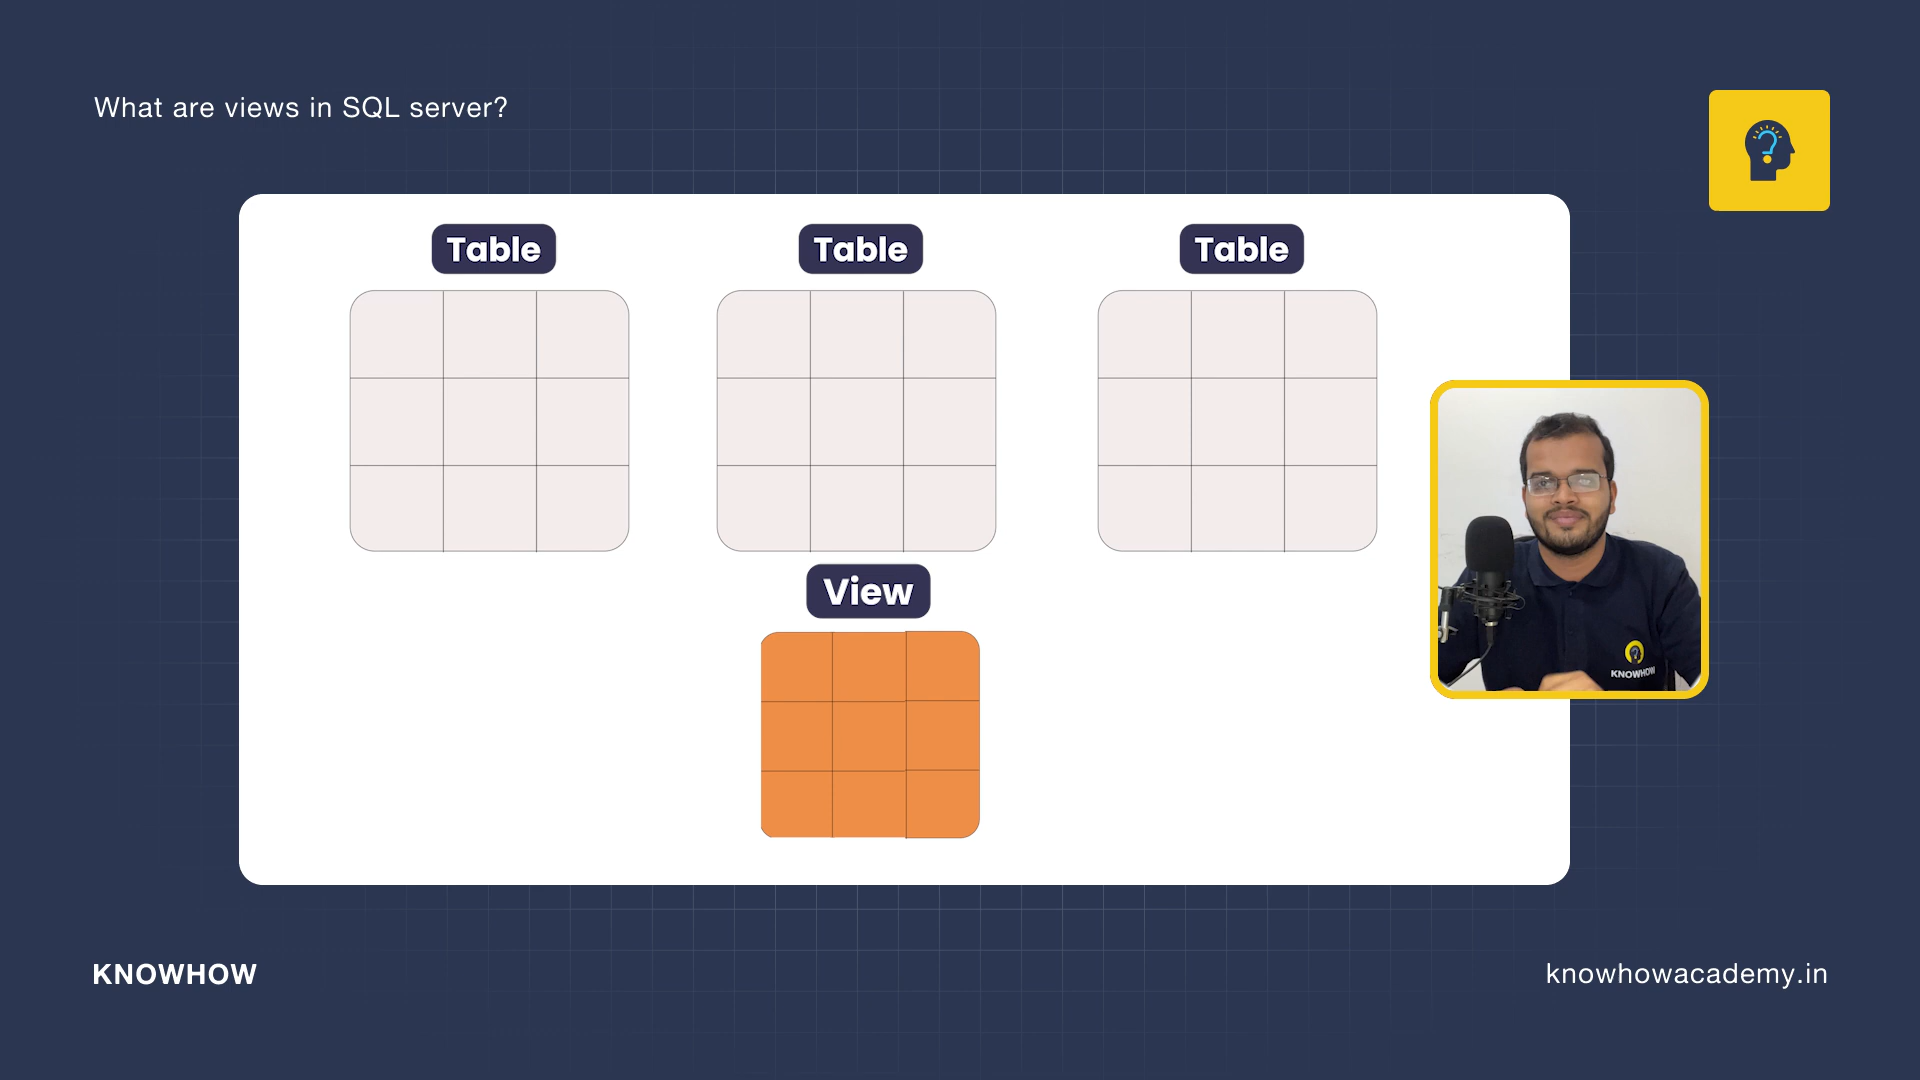 What are views in SQL server?
Table
Table
Table
View
KNOWHOW
KNOWHOW
knowhowacademy.in